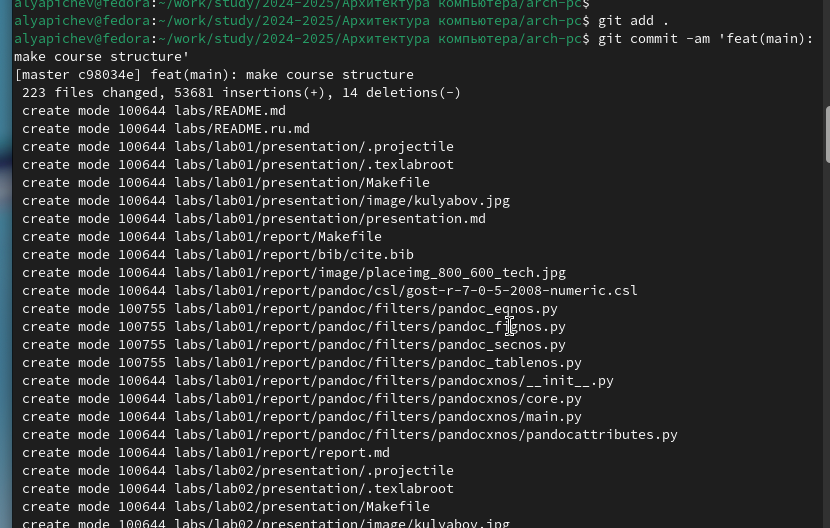 alyapichev@fedora:~/work/study/2024-2025/Архитектура компьютера/arch-pc$
alyapichev@fedora:~/work/study/2024-2025/Архитектура компьютера/arch-pc$ git add .
alyapichev@fedora:~/work/study/2024-2025/Архитектура компьютера/arch-pc$ git commit -am 'feat(main):
make course structure'
[master c98034e] feat(main): make course structure
 223 files changed, 53681 insertions(+), 14 deletions(-)
 create mode 100644 labs/README.md
 create mode 100644 labs/README.ru.md
 create mode 100644 labs/lab01/presentation/.projectile
 create mode 100644 labs/lab01/presentation/.texlabroot
 create mode 100644 labs/lab01/presentation/Makefile
 create mode 100644 labs/lab01/presentation/image/kulyabov.jpg
 create mode 100644 labs/lab01/presentation/presentation.md
 create mode 100644 labs/lab01/report/Makefile
 create mode 100644 labs/lab01/report/bib/cite.bib
 create mode 100644 labs/lab01/report/image/placeimg_800_600_tech.jpg
 create mode 100644 labs/lab01/report/pandoc/csl/gost-r-7-0-5-2008-numeric.csl
 create mode 100755 labs/lab01/report/pandoc/filters/pandoc_eqnos.py
 create mode 100755 labs/lab01/report/pandoc/filters/pandoc_fignos.py
 create mode 100755 labs/lab01/report/pandoc/filters/pandoc_secnos.py
 create mode 100755 labs/lab01/report/pandoc/filters/pandoc_tablenos.py
 create mode 100644 labs/lab01/report/pandoc/filters/pandocxnos/__init__.py
 create mode 100644 labs/lab01/report/pandoc/filters/pandocxnos/core.py
 create mode 100644 labs/lab01/report/pandoc/filters/pandocxnos/main.py
 create mode 100644 labs/lab01/report/pandoc/filters/pandocxnos/pandocattributes.py
 create mode 100644 labs/lab01/report/report.md
 create mode 100644 labs/lab02/presentation/.projectile
 create mode 100644 labs/lab02/presentation/.texlabroot
 create mode 100644 labs/lab02/presentation/Makefile
 create mode 100644 labs/lab02/presentation/image/kulyabov.jpg